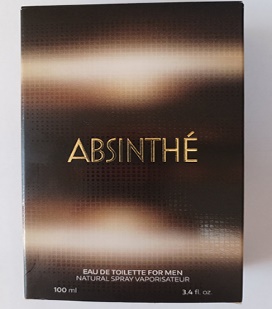 ABSINTHÉ
EAU DE TOILETTE FOR MEN
NATURAL SPRAY VAPORISATEUR
100 ml 3.4 fl. oz.